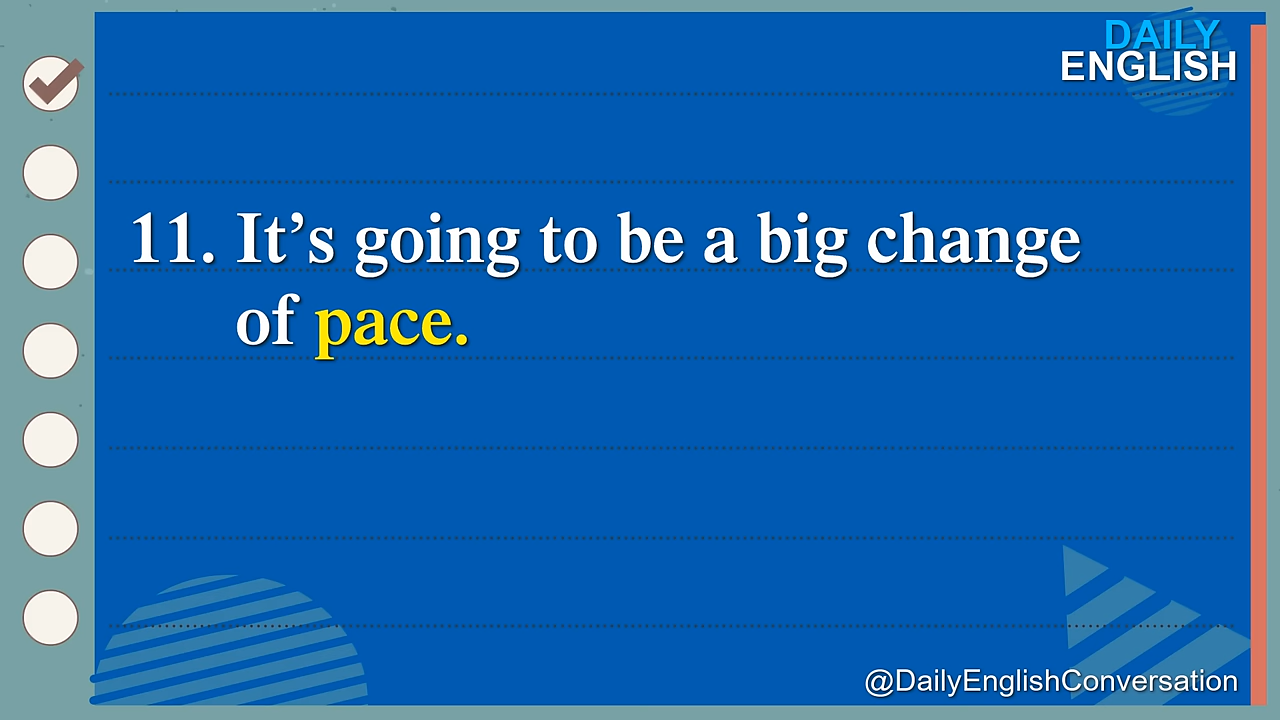 DAILY
ENGLISH
11. It’s going to be a big change
of pace.
@DailyEnglishConversation